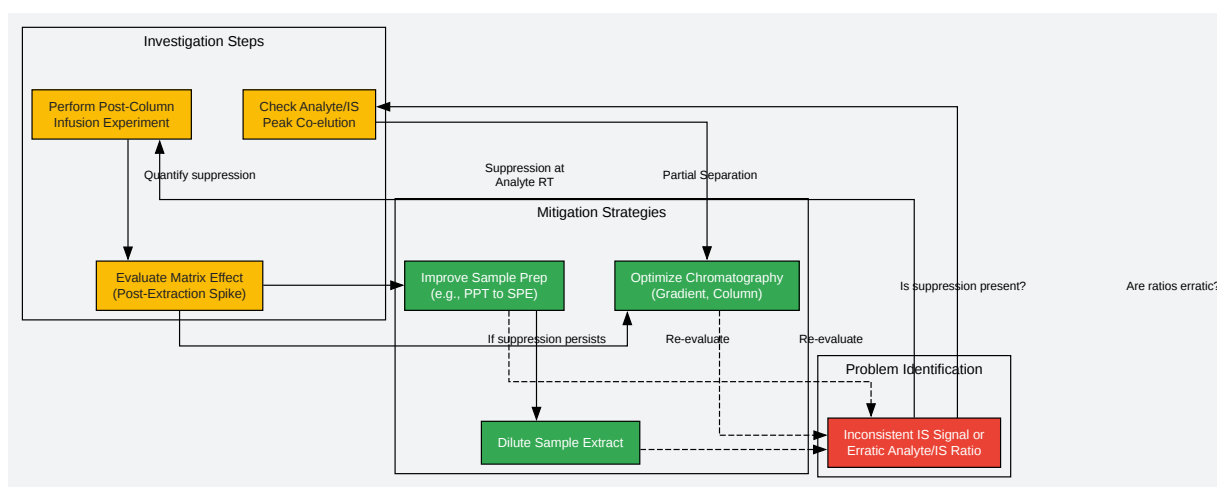 Investigation Steps
Perform Post-Column
Infusion Experiment
Check Analyte/IS
Peak Co-elution
Quantify suppression
Suppression at
Analyte RT
Partial Separation
Mitigation Strategies
Evaluate Matrix Effect
(Post-Extraction Spike)
Improve Sample Prep
(e.g., PPT to SPE)
Optimize Chromatography
(Gradient, Column)
Is suppression present?
Are ratios erratic?
If suppression persists
Re-evaluate
Re-evaluate
Problem Identification
Dilute Sample Extract
Inconsistent IS Signal or
Erratic Analyte/IS Ratio